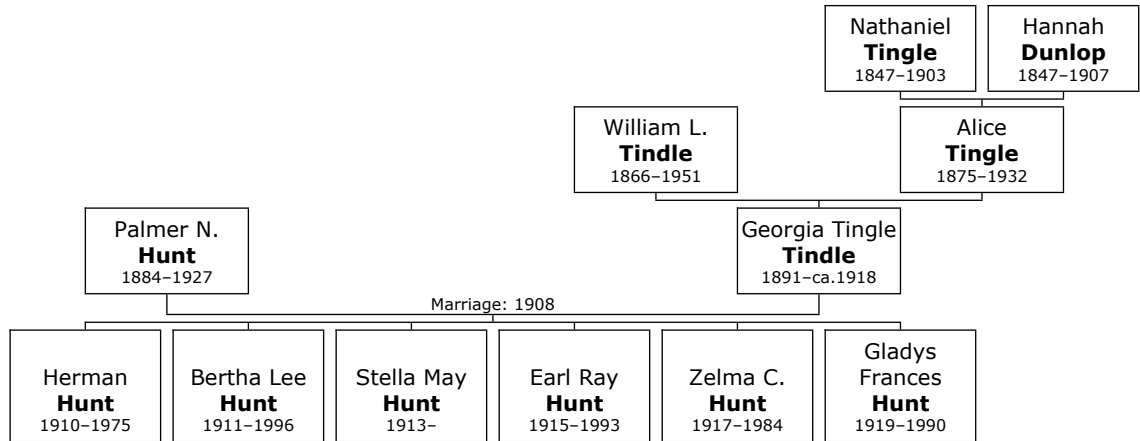 Nathaniel
Tingle
1847–1903
Hannah
Dunlop
1847–1907
William L.
Tindle
1866–1951
Alice
Tingle
1875–1932
Palmer N.
Hunt
1884–1927
Georgia Tingle
Tindle
1891–ca.1918
Marriage: 1908
Herman
Hunt
1910–1975
Bertha Lee
Hunt
1911–1996
Stella May
Hunt
1913–
Earl Ray
Hunt
1915–1993
Zelma C.
Hunt
1917–1984
Gladys
Frances
Hunt
1919–1990